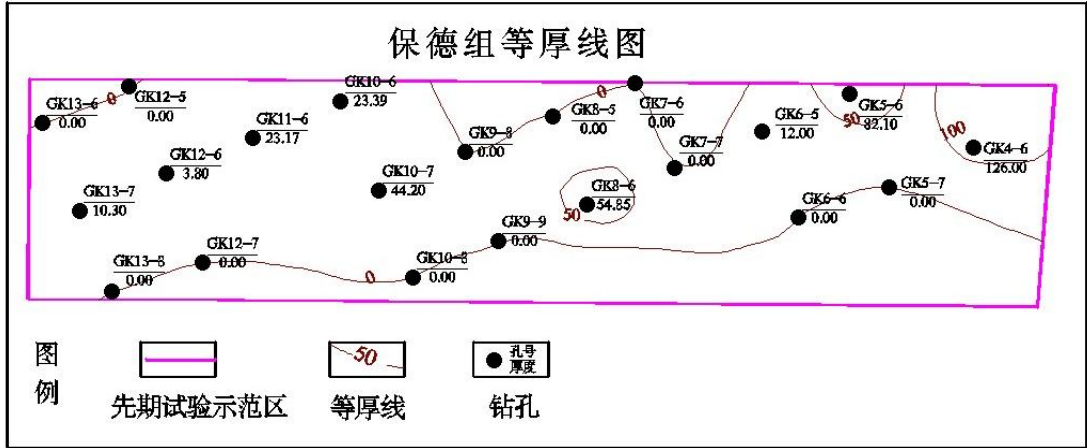 保德组等厚线图
GK13-6
0.00
0
GK12-5
0.00
GK10-6
23.39
GK11-6
23.17
GK12-6
3.80
GK13-7
10.30
GK10-7
44.20
GK9-8
0.00
GK8-5
0.00
0
GK7-6
0.00
GK7-7
0.00
GK6-5
12.00
GK5-6
82.10
50
100
GK4-6
126.00
GK8-6
54.85
50
GK5-7
0.00
GK6-6
0.00
GK9-9
0.00
GK10-8
0.00
0
GK12-7
0.00
GK13-8
0.00
图例
50
孔号
厚度
先期试验示范区
等厚线
钻孔